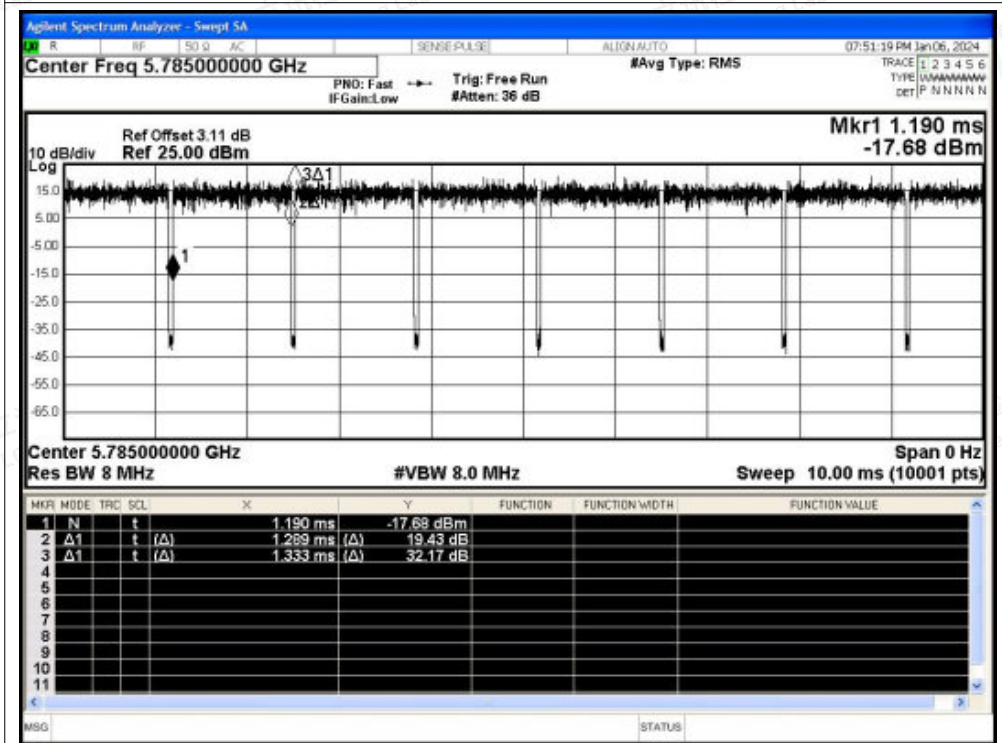 Agilent Spectrum Analyzer - Swept SA
R RF 50 Ω AC SENSE:PULSE ALIGN AUTO 07:51:19 PM Jan 06, 2024
Center Freq 5.785000000 GHz #Avg Type: RMS TRACE 1 2 3 4 5 6
PNO: Fast Trig: Free Run TYPE
IFGain:Low #Atten: 36 dB DET P N N N N N
Mkr1 1.190 ms
Ref Offset 3.11 dB
10 dB/div Ref 25.00 dBm -17.68 dBm
Log
3Δ1
15.0
5.00
-5.00
1
-15.0
-25.0
-35.0
-45.0
-55.0
-65.0
Center 5.785000000 GHz Span 0 Hz
Res BW 8 MHz #VBW 8.0 MHz Sweep 10.00 ms (10001 pts)
MKR MODE TRC SCL X Y FUNCTION FUNCTION WIDTH FUNCTION VALUE
1 N t 1.190 ms -17.68 dBm
2 Δ1 t (Δ) 1.289 ms (Δ) 19.43 dB
3 Δ1 t (Δ) 1.333 ms (Δ) 32.17 dB
4
5
6
7
8
9
10
11
MSG STATUS